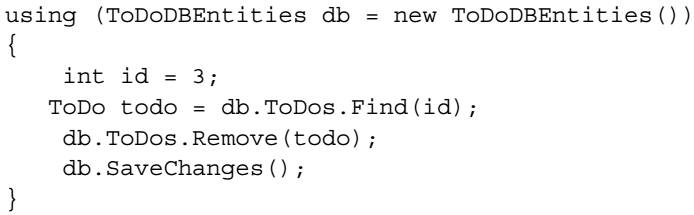 using (ToDoDBEntities db = new ToDoDBEntities())
{
    int id = 3;
   ToDo todo = db.ToDos.Find(id);
    db.ToDos.Remove(todo);
    db.SaveChanges();
}